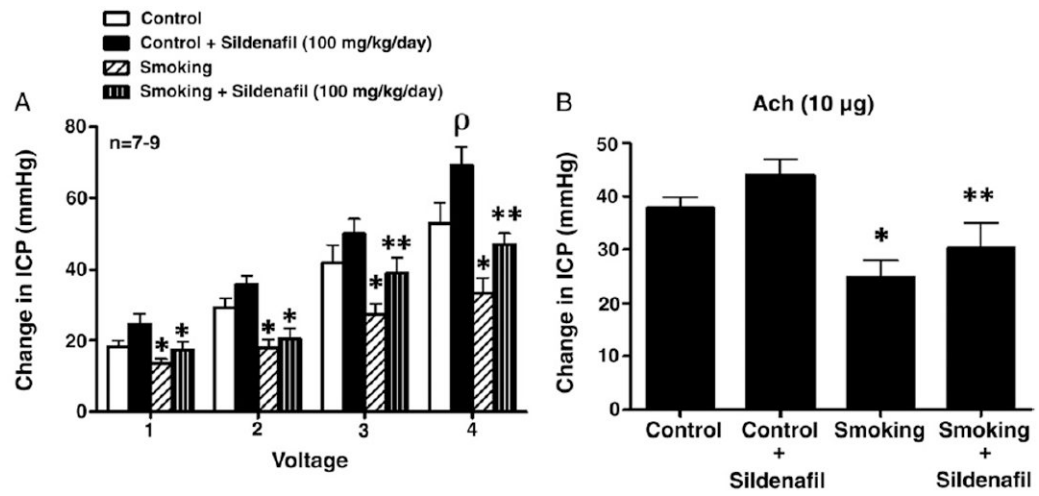 Control
Control + Sildenafil (100 mg/kg/day)
Smoking
Smoking + Sildenafil (100 mg/kg/day)
A
Change in ICP (mmHg)
80
60
40
20
0
n=7-9
*
*
*
*
*
**
ρ
*
**
1
2
3
4
Voltage
B
Ach (10 µg)
Change in ICP (mmHg)
50
40
30
20
10
0
*
**
Control
Control
+
Sildenafil
Smoking
Smoking
+
Sildenafil